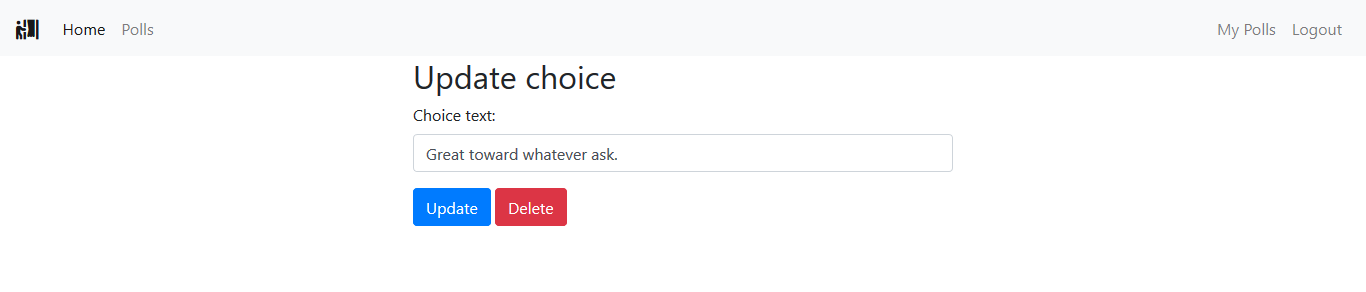 Home Polls My Polls Logout
Update choice
Choice text:
Great toward whatever ask.
Update Delete